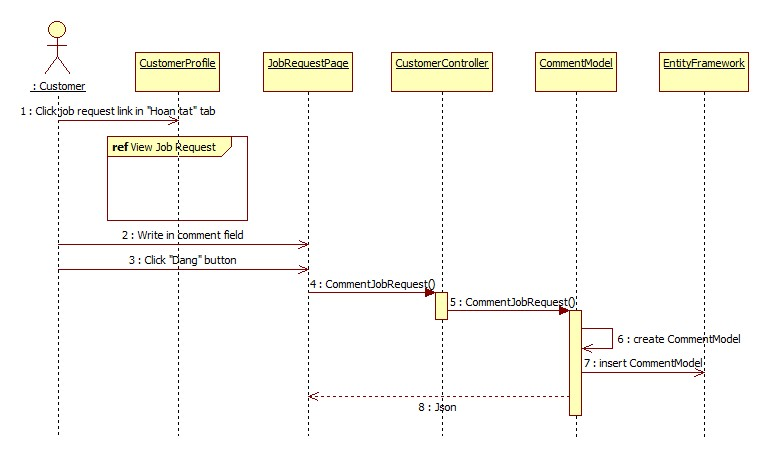 CustomerProfile
JobRequestPage
CustomerController
CommentModel
EntityFramework
: Customer
1 : Click job request link in "Hoan tat" tab
ref View Job Request
2 : Write in comment field
3 : Click "Dang" button
4 : CommentJobRequest()
5 : CommentJobRequest()
6 : create CommentModel
7 : insert CommentModel
8 : Json